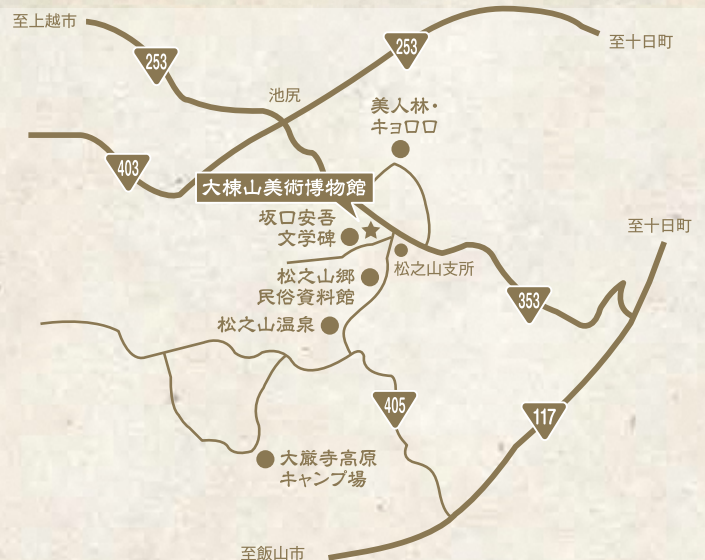 至上越市
253
253
至十日町
池尻
美人林・
キョロロ
403
大棟山美術博物館
坂口安吾
文学碑
至十日町
松之山支所
松之山郷
民俗資料館
353
松之山温泉
405
117
大厳寺高原
キャンプ場
至飯山市